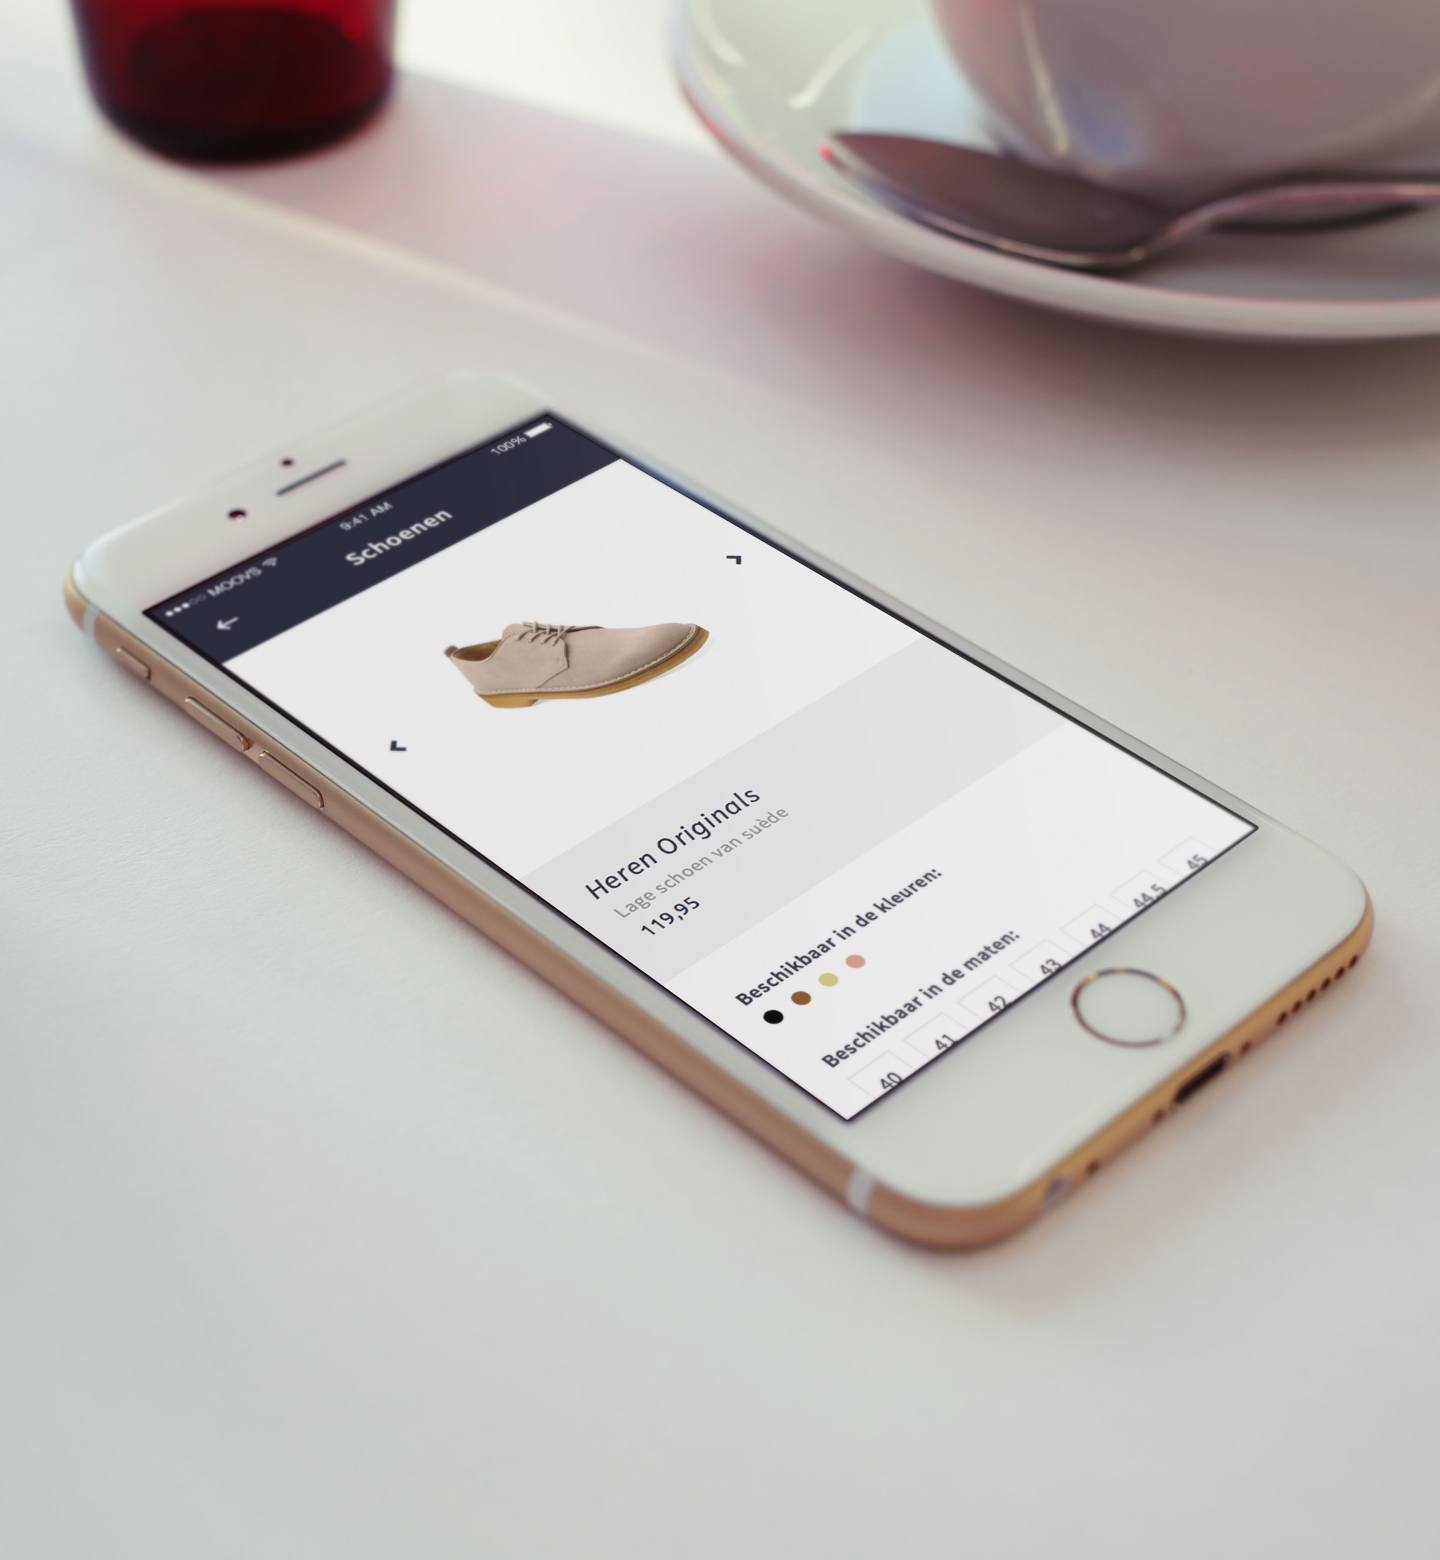 MOOVS 9:41 AM 100%
Schoenen
Heren Originals
Lage schoen van suède
119,95
Beschikbaar in de kleuren:
Beschikbaar in de maten:
40 41 42 43 44 44,5 45